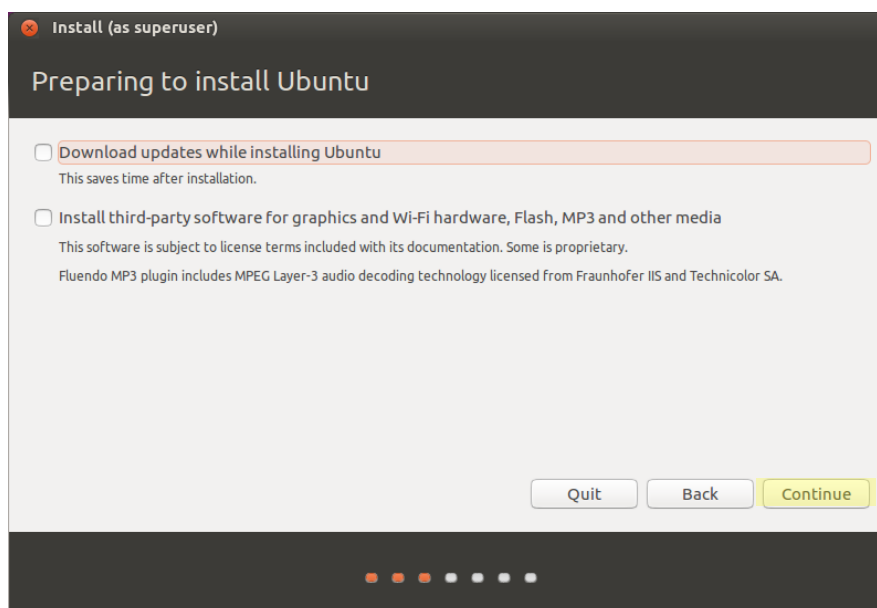 Install (as superuser)
Preparing to install Ubuntu
Download updates while installing Ubuntu
This saves time after installation.
Install third-party software for graphics and Wi-Fi hardware, Flash, MP3 and other media
This software is subject to license terms included with its documentation. Some is proprietary.
Fluendo MP3 plugin includes MPEG Layer-3 audio decoding technology licensed from Fraunhofer IIS and Technicolor SA.
Quit Back Continue